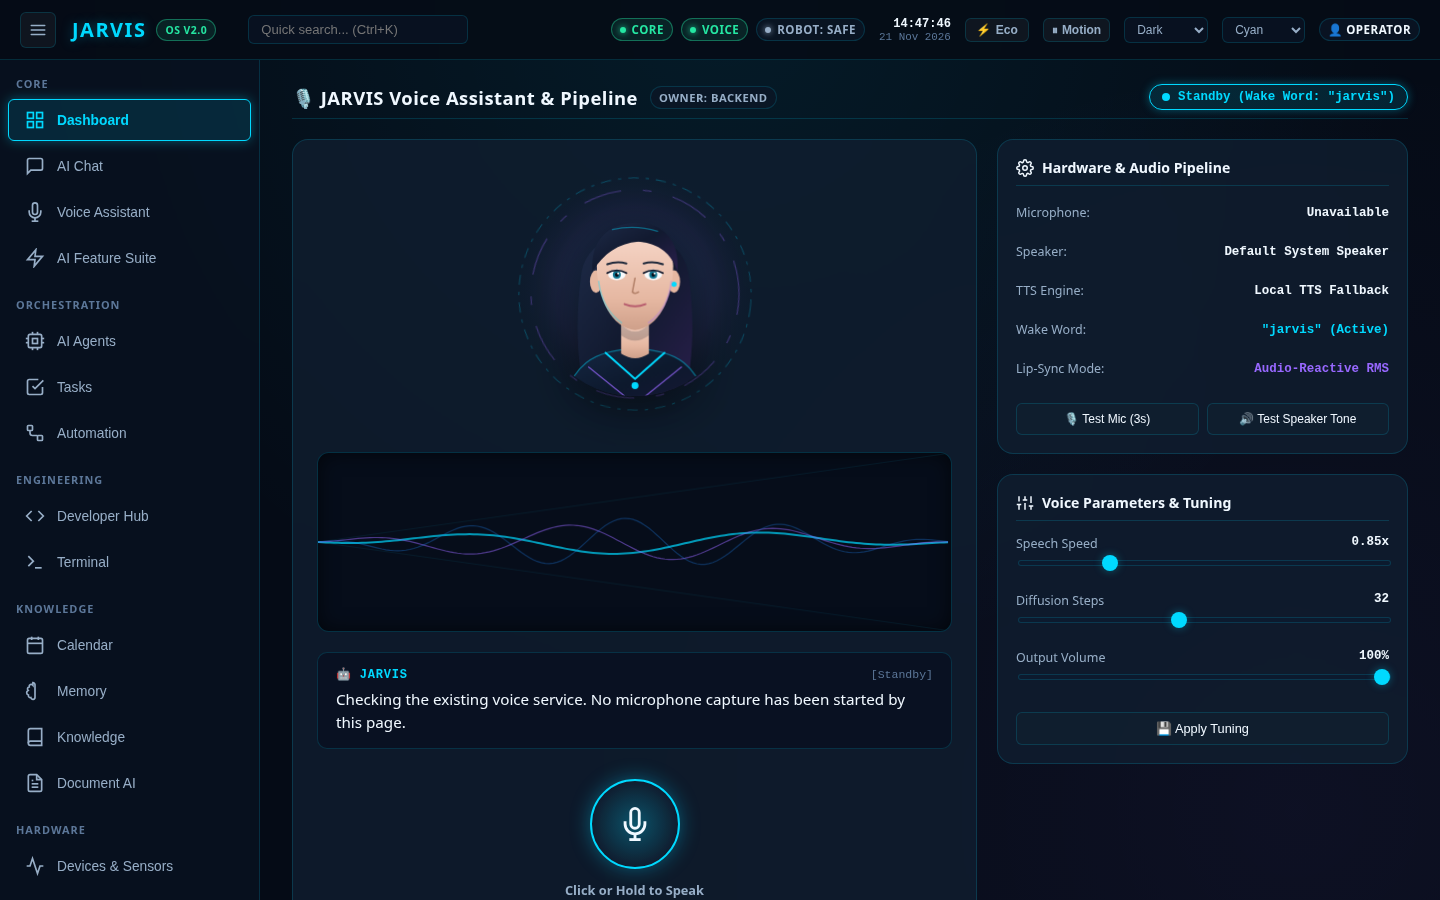 JARVIS OS V2.0
Quick search... (Ctrl+K)
CORE VOICE ROBOT: SAFE
14:47:46
21 Nov 2026
⚡ Eco
Motion
Dark
Cyan
👤 OPERATOR
CORE
Dashboard
AI Chat
Voice Assistant
AI Feature Suite
ORCHESTRATION
AI Agents
Tasks
Automation
ENGINEERING
Developer Hub
Terminal
KNOWLEDGE
Calendar
Memory
Knowledge
Document AI
HARDWARE
Devices & Sensors
🎙️ JARVIS Voice Assistant & Pipeline OWNER: BACKEND
Standby (Wake Word: "jarvis")
🤖 JARVIS [Standby]
Checking the existing voice service. No microphone capture has been started by
this page.
Click or Hold to Speak
Hardware & Audio Pipeline
Microphone: Unavailable
Speaker: Default System Speaker
TTS Engine: Local TTS Fallback
Wake Word: "jarvis" (Active)
Lip-Sync Mode: Audio-Reactive RMS
🎙️ Test Mic (3s) 🔊 Test Speaker Tone
Voice Parameters & Tuning
Speech Speed 0.85x
Diffusion Steps 32
Output Volume 100%
💾 Apply Tuning